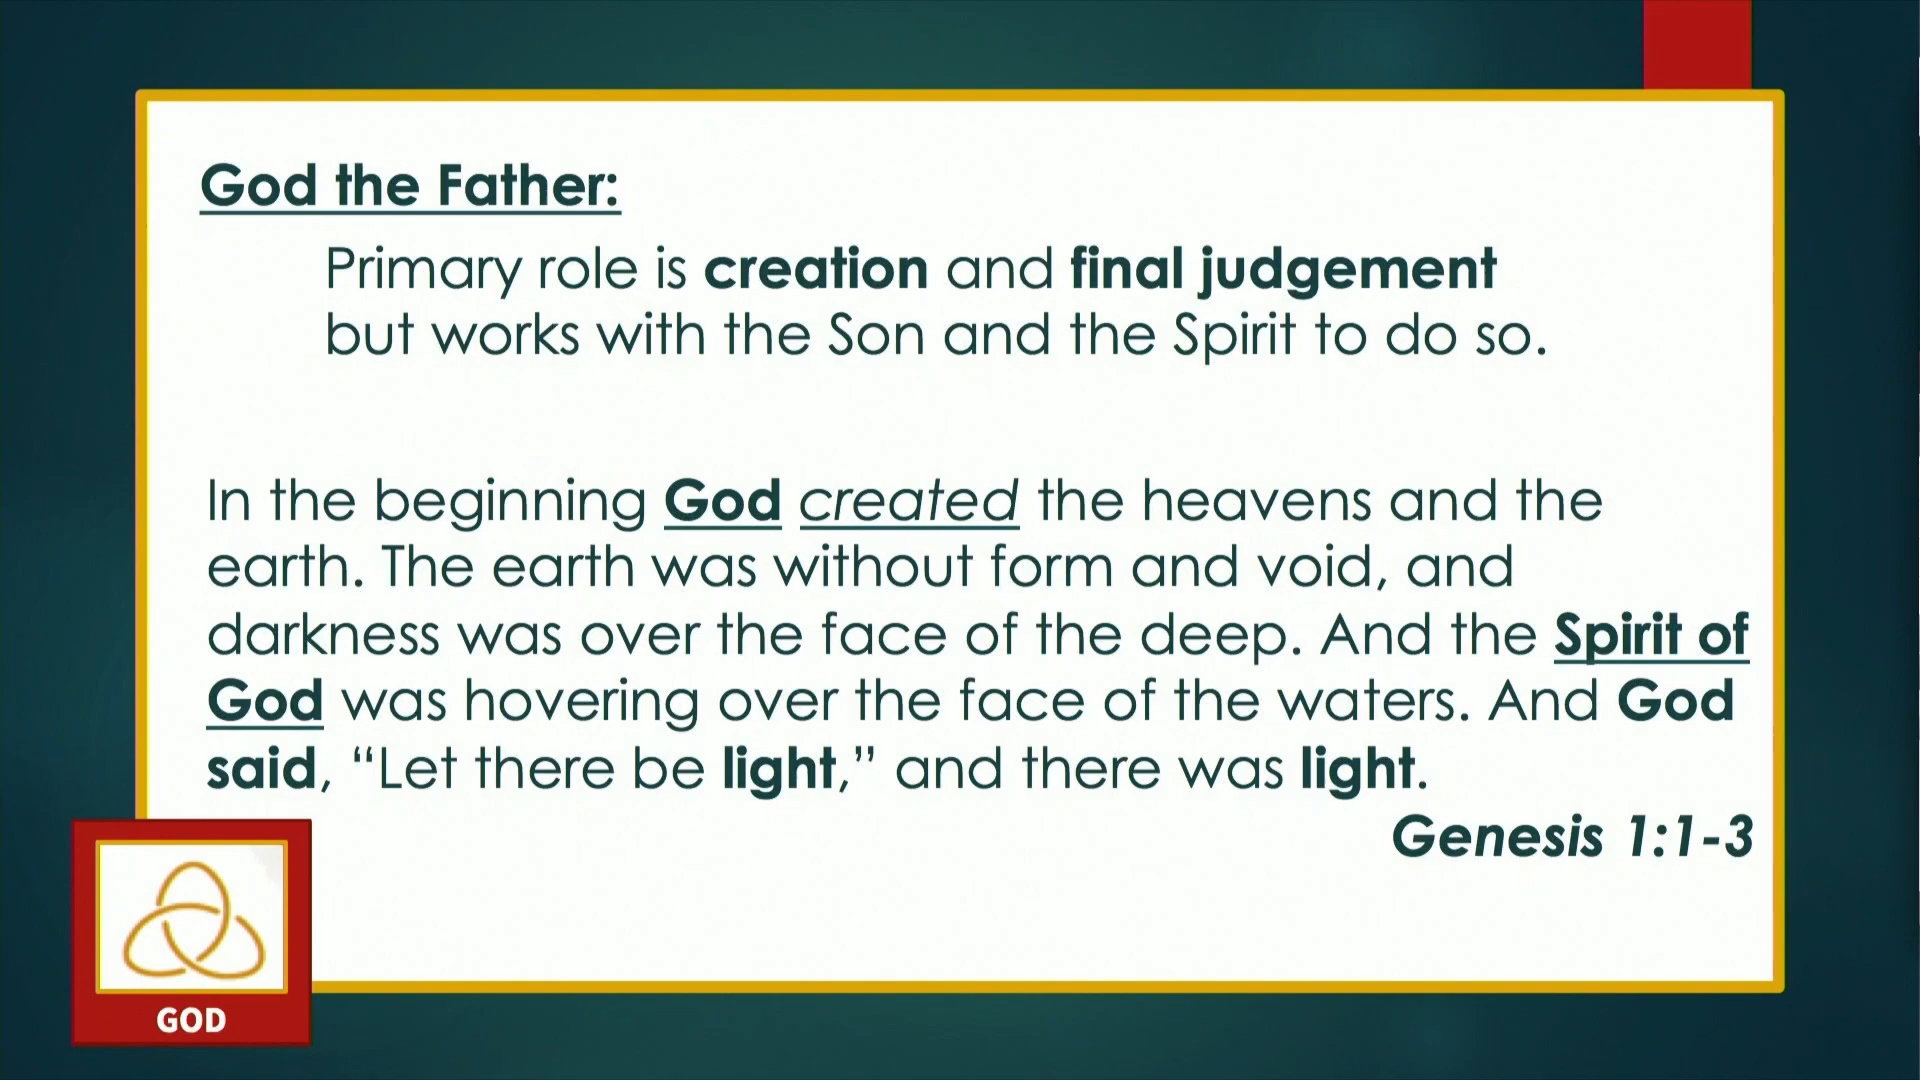 God the Father:
Primary role is creation and final judgement
but works with the Son and the Spirit to do so.
In the beginning God created the heavens and the
earth. The earth was without form and void, and
darkness was over the face of the deep. And the Spirit of
God was hovering over the face of the waters. And God
said, “Let there be light,” and there was light.
Genesis 1:1-3
GOD